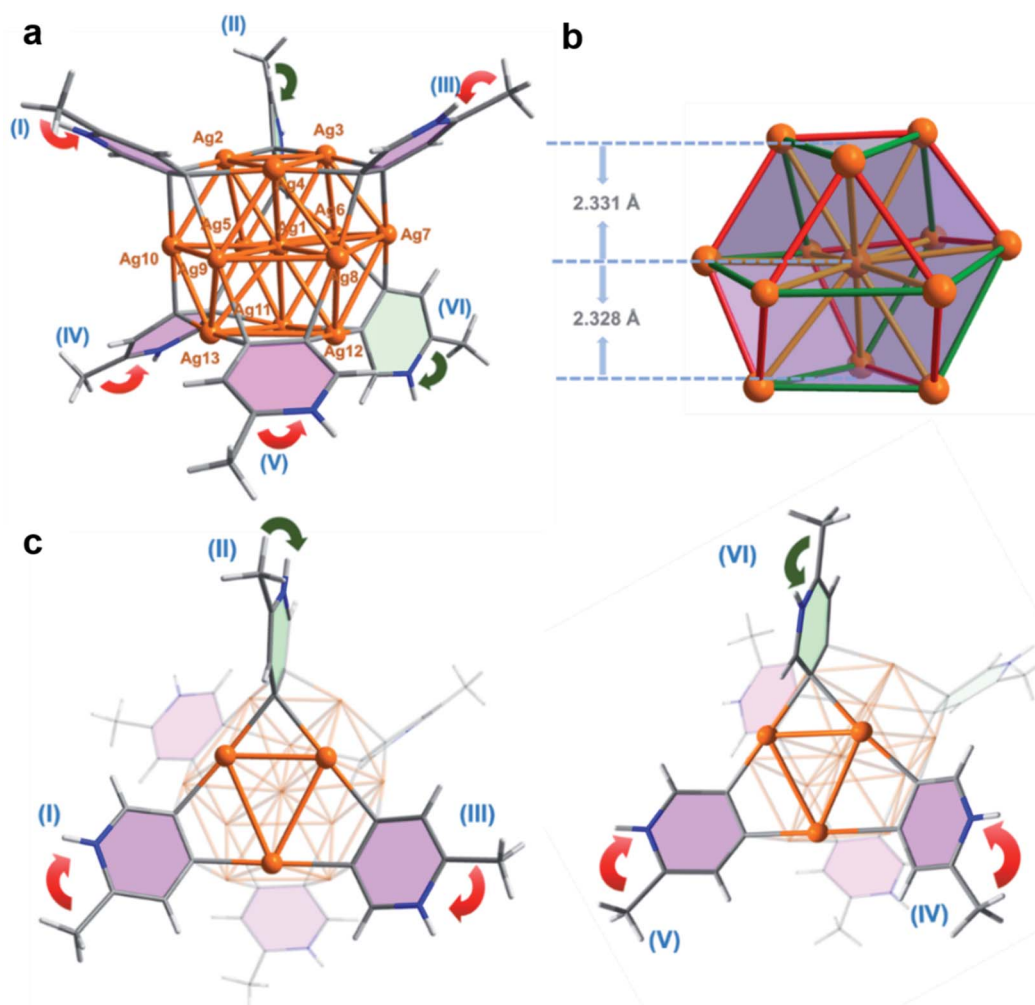 a
(II)
b
(III)
(I)
Ag2
Ag3
Ag4
Ag5
Ag6
Ag1
Ag7
Ag10
Ag9
g8
Ag11
(VI)
(IV)
Ag13
Ag12
(V)
2.331 Å
2.328 Å
c
(II)
(VI)
(I)
(III)
(V)
(IV)